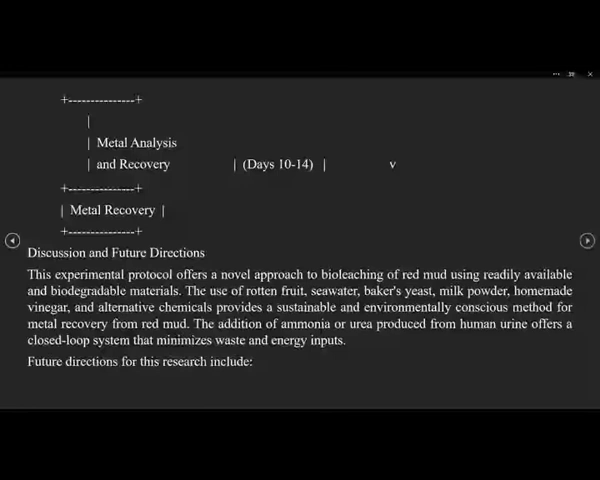 +---------------+
|
| Metal Analysis
| and Recovery | (Days 10-14) | v
+---------------+
| Metal Recovery |
+---------------+
Discussion and Future Directions
This experimental protocol offers a novel approach to bioleaching of red mud using readily available
and biodegradable materials. The use of rotten fruit, seawater, baker's yeast, milk powder, homemade
vinegar, and alternative chemicals provides a sustainable and environmentally conscious method for
metal recovery from red mud. The addition of ammonia or urea produced from human urine offers a
closed-loop system that minimizes waste and energy inputs.
Future directions for this research include: